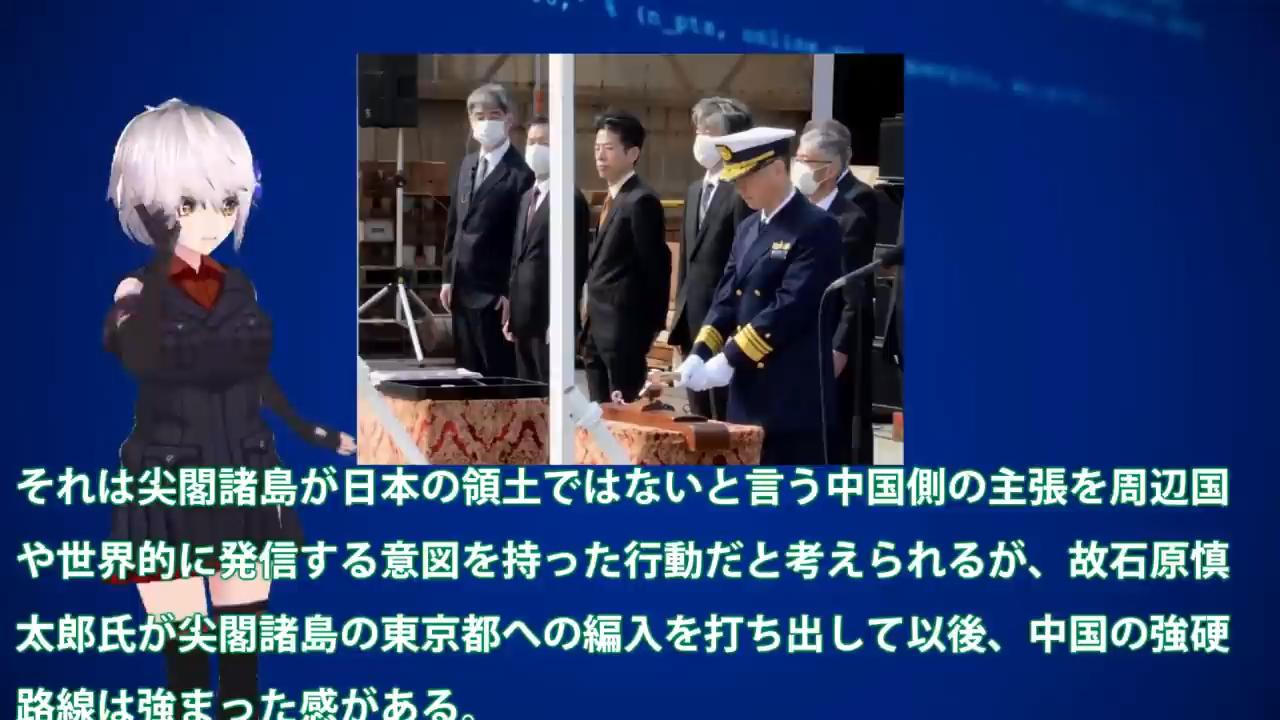 (n_pts, online
それは尖閣諸島が日本の領土ではないと言う中国側の主張を周辺国
や世界的に発信する意図を持った行動だと考えられるが、故石原慎
太郎氏が尖閣諸島の東京都への編入を打ち出して以後、中国の強硬
路線は強まった感がある。